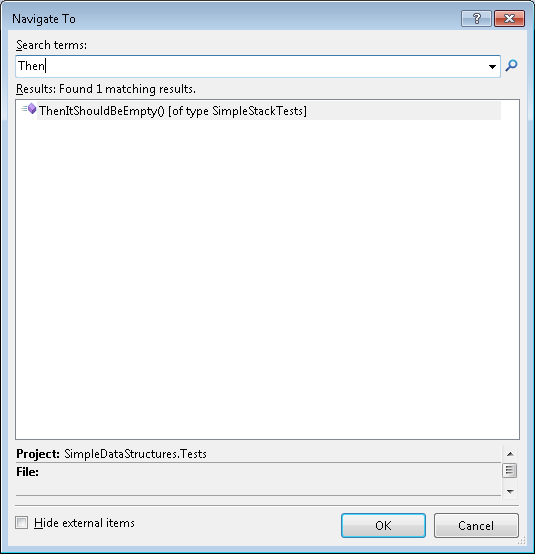 Navigate To
Search terms:
Then
Results: Found 1 matching results.
ThenItShouldBeEmpty() [of type SimpleStackTests]
Project: SimpleDataStructures.Tests
File:
Hide external items
OK
Cancel